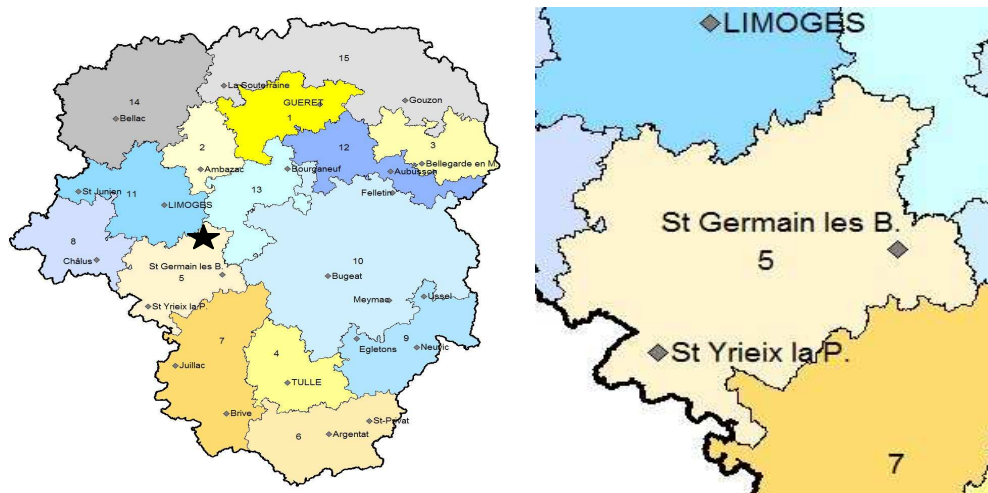 15
La Souterraine
14
GUERET
Gouzon
1
Bellac
2
12
3
Ambazac
Bourganeuf
Bellegarde en M.
Aubusson
St Junien
11
13
Felletin
LIMOGES
8
Châlus
St Germain les B.
5
10
Bugeat
St Yrieix la P.
Meymac
Ussel
7
4
9
Egletons
Neuvic
Juillac
TULLE
Brive
6
Argentat
St-Privat
LIMOGES
St Germain les B.
5
St Yrieix la P.
7